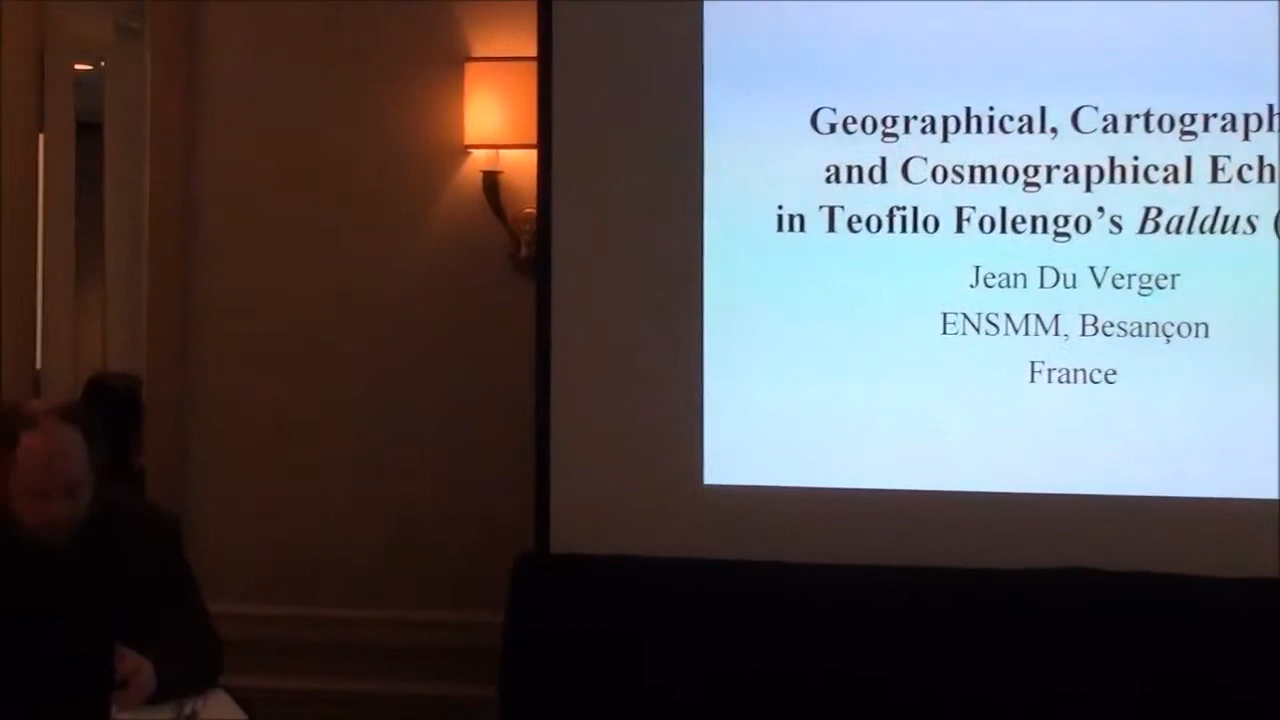 Geographical, Cartograph
and Cosmographical Ech
in Teofilo Folengo's Baldus (
Jean Du Verger
ENSMM, Besançon
France